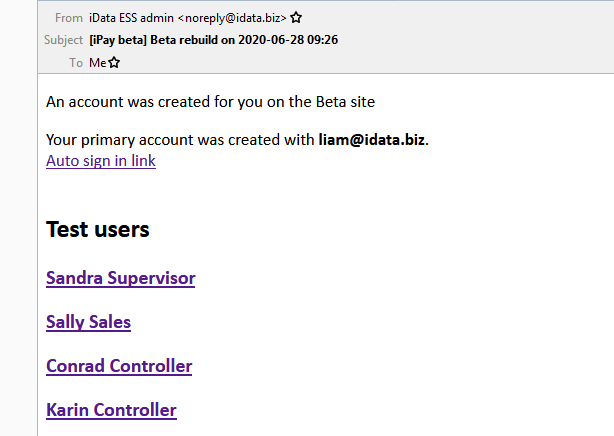 From iData ESS admin <noreply@idata.biz>
Subject [iPay beta] Beta rebuild on 2020-06-28 09:26
To Me
An account was created for you on the Beta site
Your primary account was created with liam@idata.biz.
Auto sign in link
Test users
Sandra Supervisor
Sally Sales
Conrad Controller
Karin Controller